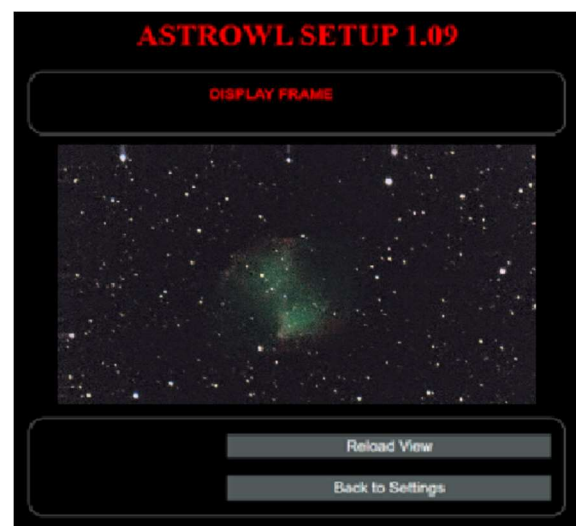 ASTROWL SETUP 1.09
DISPLAY FRAME
Reload View
Back to Settings